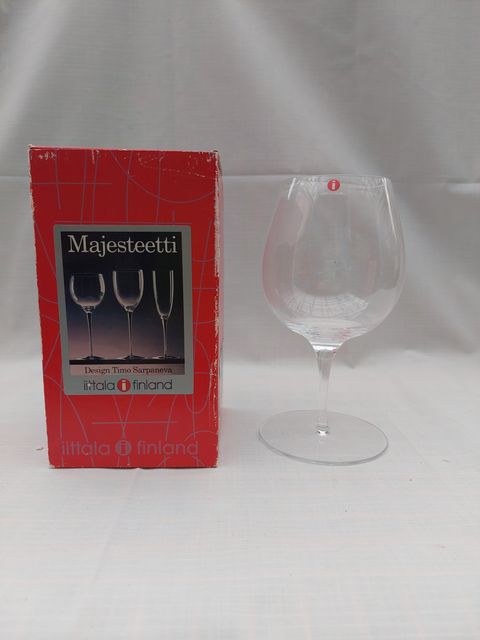 Majesteetti
Design Timo Sarpaneva
iittala i finland
iittala i finland
i